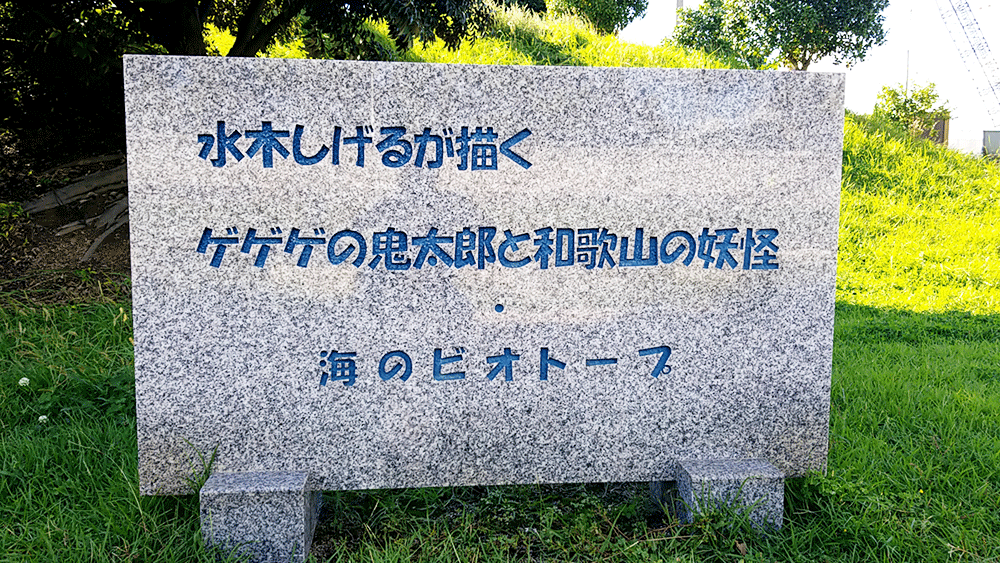 水木しげるが描く
ゲゲゲの鬼太郎と和歌山の妖怪
・
海のビオトープ